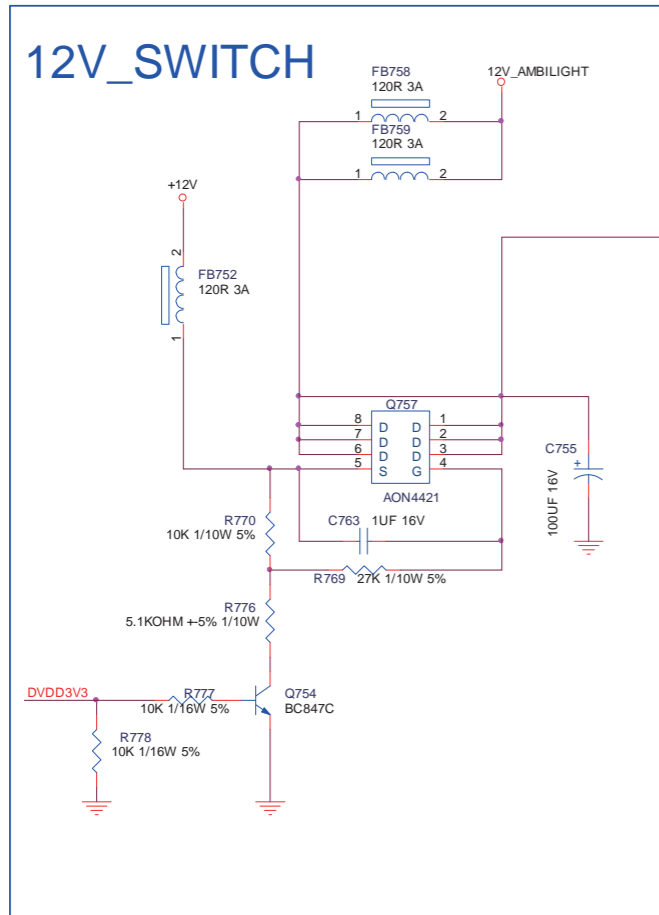 12V_SWITCH
FB758
120R 3A
12V_AMBILIGHT
1 2
FB759
120R 3A
1 2
+12V
2
FB752
120R 3A
1
Q757
8 D D 1
7 D D 2
6 D D 3
5 S G 4
AON4421
C755
+
100UF 16V
R770
10K 1/10W 5%
C763
1UF 16V
R769
27K 1/10W 5%
R776
5.1KOHM +-5% 1/10W
DVDD3V3
R777
10K 1/16W 5%
Q754
BC847C
R778
10K 1/16W 5%